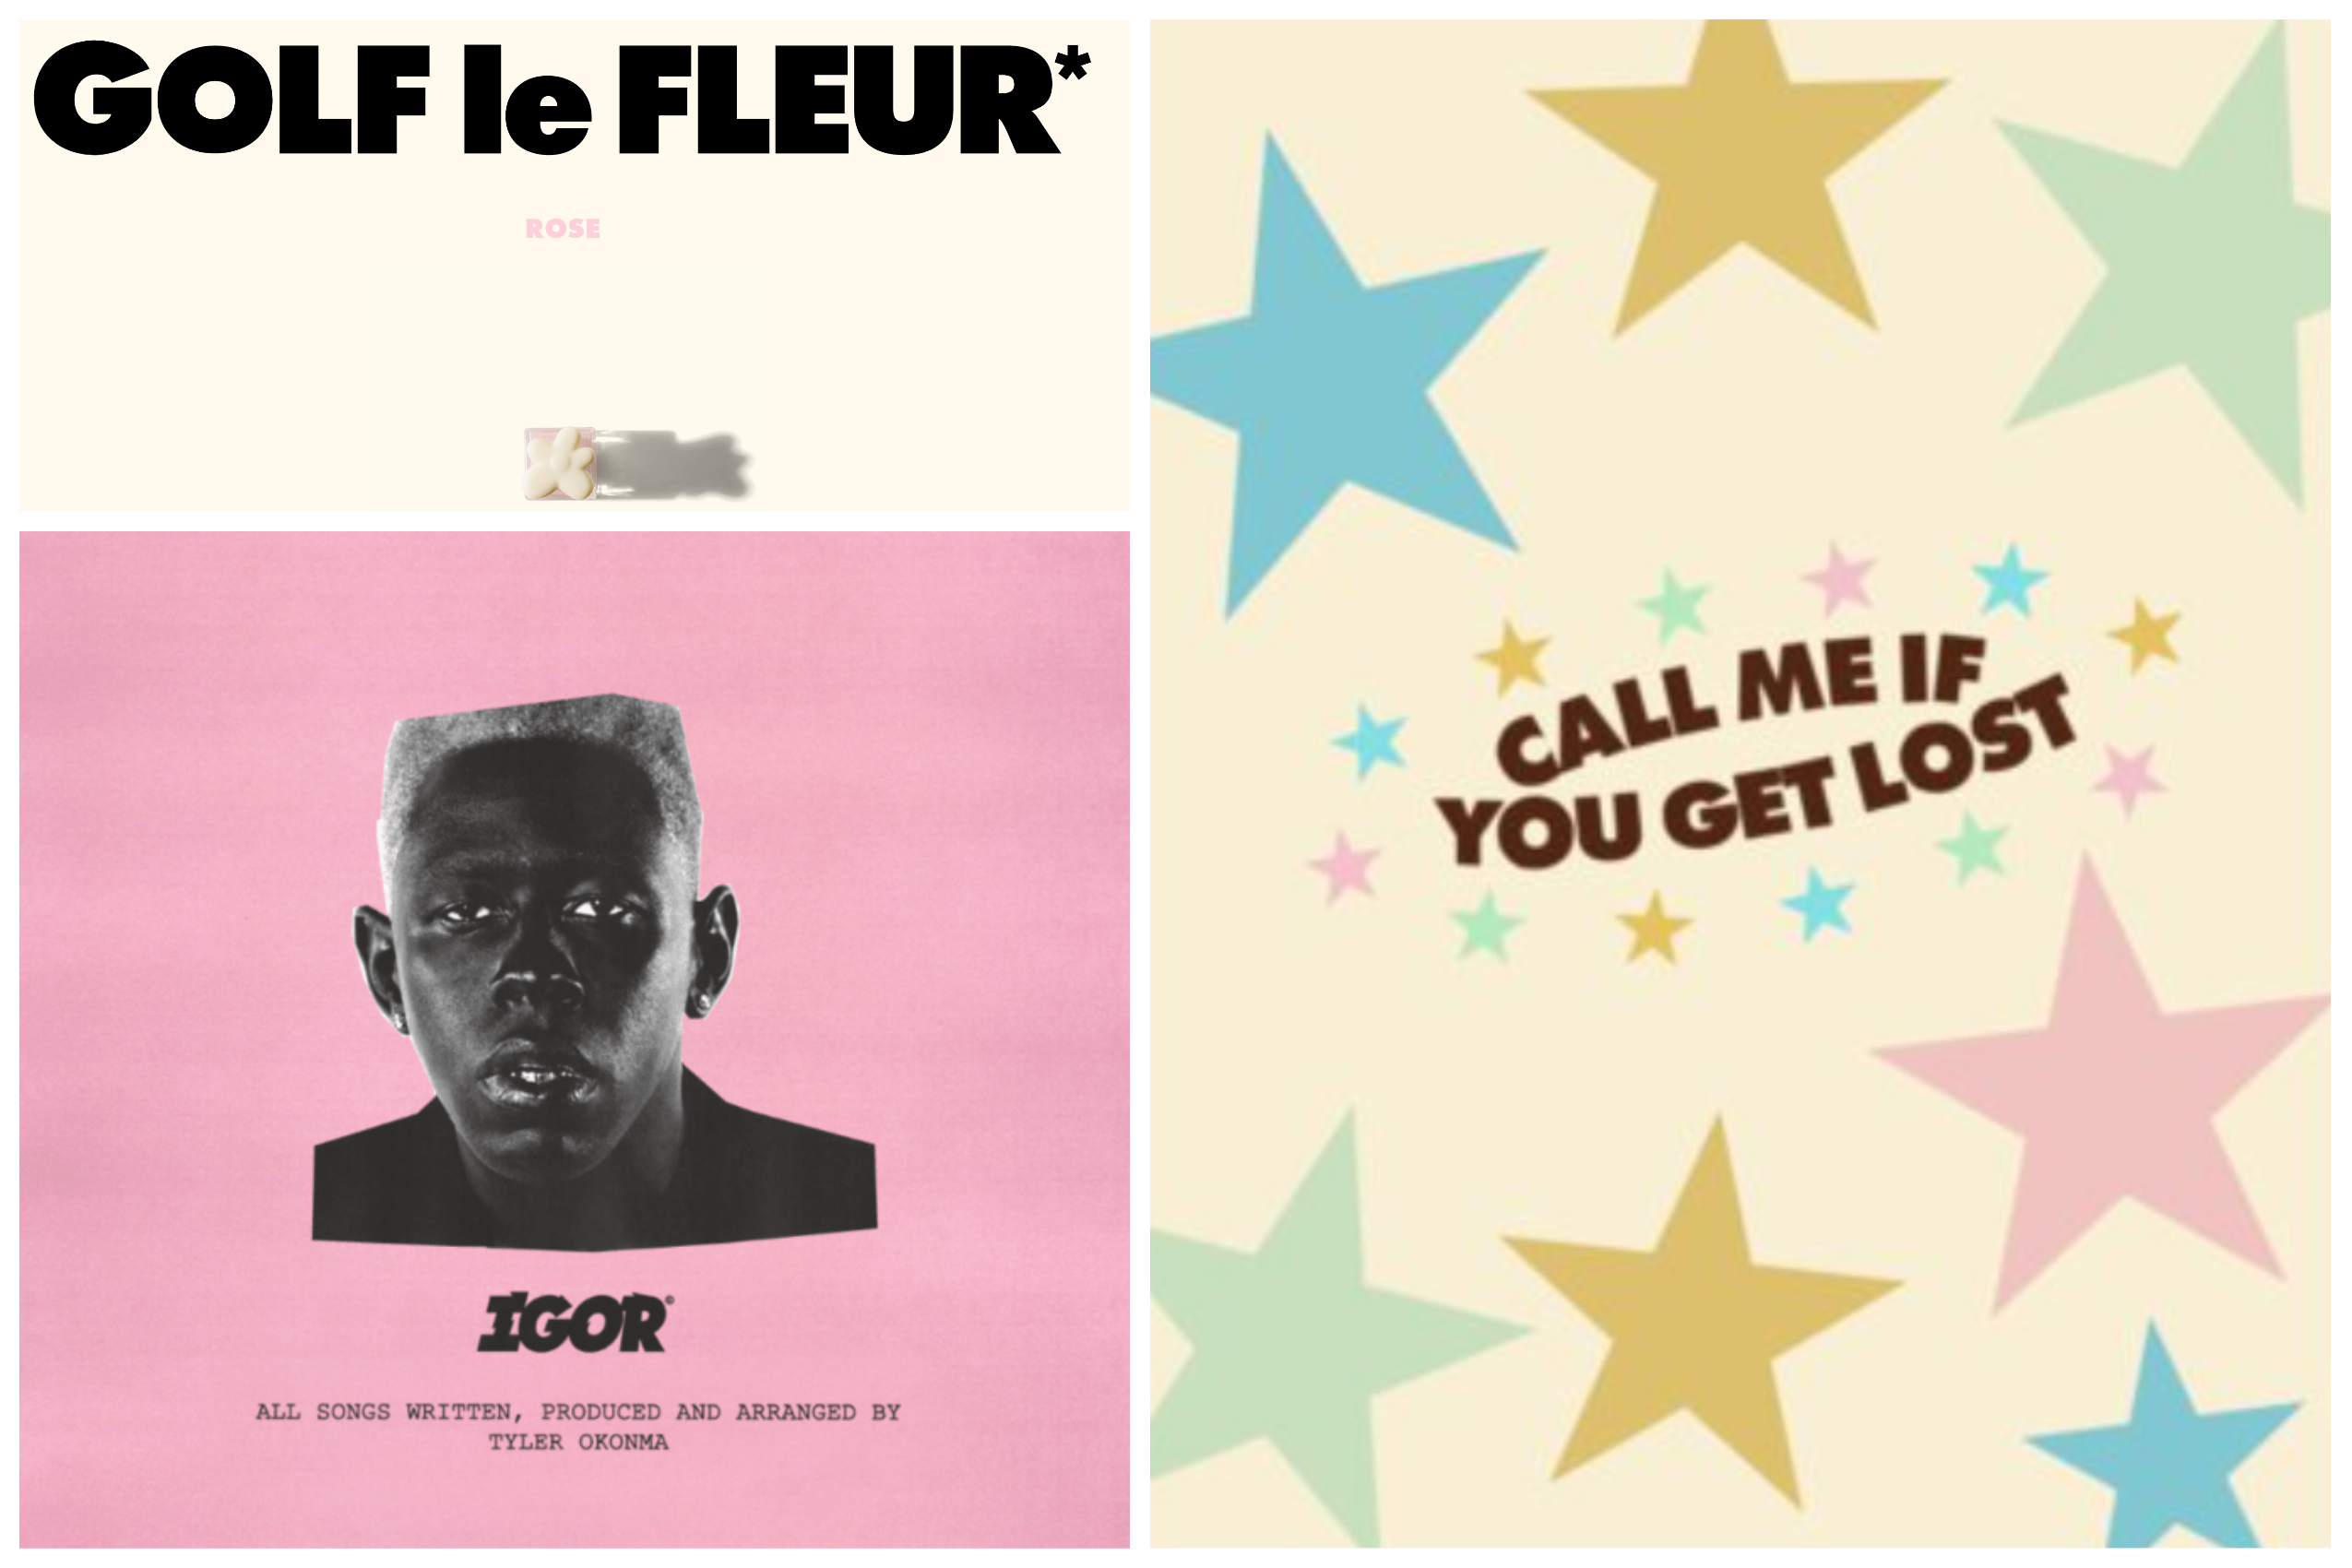 GOLF le FLEUR*
ROSE
IGOR©
ALL SONGS WRITTEN, PRODUCED AND ARRANGED BY
TYLER OKONMA
CALL ME IF
YOU GET LOST